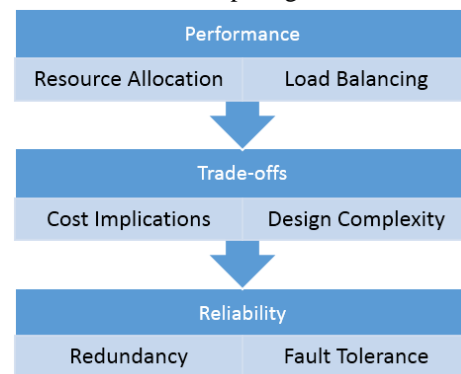 Performance
Resource Allocation Load Balancing
Trade-offs
Cost Implications Design Complexity
Reliability
Redundancy Fault Tolerance